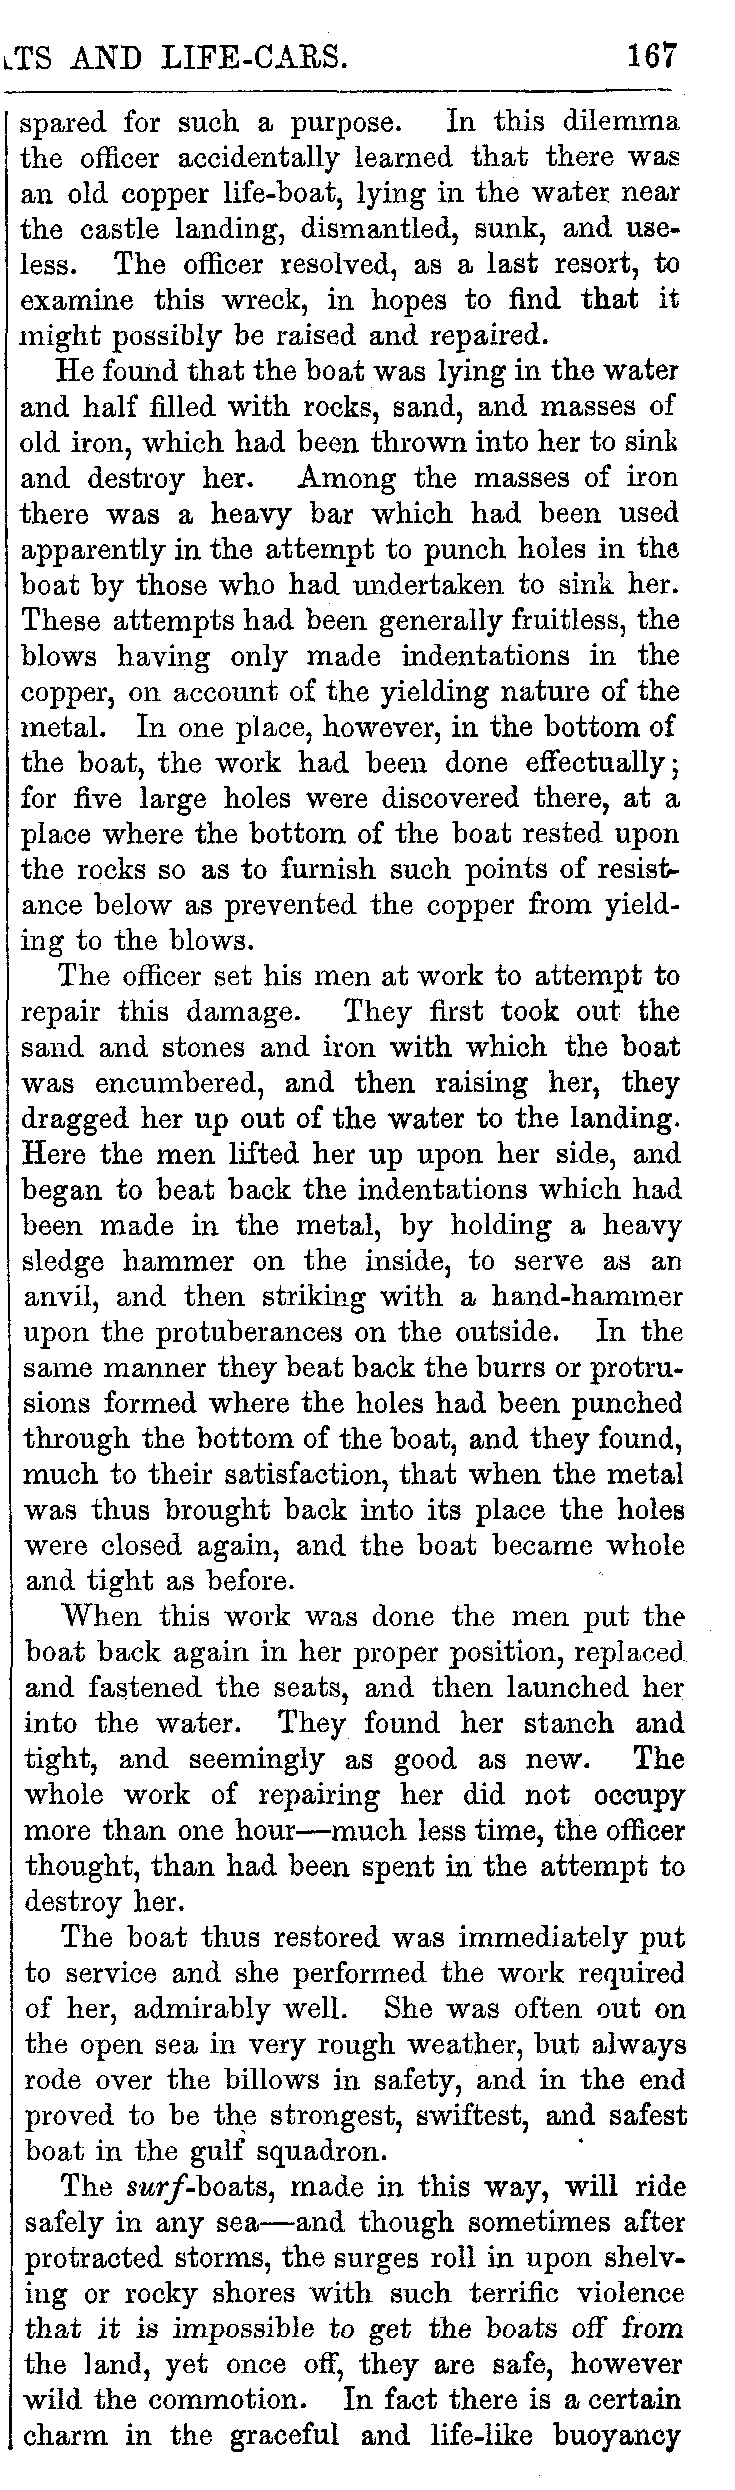 TS AND LIFE-CARS. 167
spared for such a purpose. In this dilemma
the officer accidentally learned that there was
an old copper life-boat, lying in the water near
the castle landing, dismantled, sunk, and use-
less. The officer resolved, as a last resort, to
examine this wreck, in hopes to find that it
might possibly be raised and repaired.
He found that the boat was lying in the water
and half filled with rocks, sand, and masses of
old iron, which had been thrown into her to sink
and destroy her. Among the masses of iron
there was a heavy bar which had been used
apparently in the attempt to punch holes in the
boat by those who had undertaken to sink her.
These attempts had been generally fruitless, the
blows having only made indentations in the
copper, on account of the yielding nature of the
metal. In one place, however, in the bottom of
the boat, the work had been done effectually;
for five large holes were discovered there, at a
place where the bottom of the boat rested upon
the rocks so as to furnish such points of resist-
ance below as prevented the copper from yield-
ing to the blows.
The officer set his men at work to attempt to
repair this damage. They first took out the
sand and stones and iron with which the boat
was encumbered, and then raising her, they
dragged her up out of the water to the landing.
Here the men lifted her up upon her side, and
began to beat back the indentations which had
been made in the metal, by holding a heavy
sledge hammer on the inside, to serve as an
anvil, and then striking with a hand-hammer
upon the protuberances on the outside. In the
same manner they beat back the burrs or protru-
sions formed where the holes had been punched
through the bottom of the boat, and they found,
much to their satisfaction, that when the metal
was thus brought back into its place the holes
were closed again, and the boat became whole
and tight as before.
When this work was done the men put the
boat back again in her proper position, replaced
and fastened the seats, and then launched her
into the water. They found her stanch and
tight, and seemingly as good as new. The
whole work of repairing her did not occupy
more than one hour—much less time, the officer
thought, than had been spent in the attempt to
destroy her.
The boat thus restored was immediately put
to service and she performed the work required
of her, admirably well. She was often out on
the open sea in very rough weather, but always
rode over the billows in safety, and in the end
proved to be the strongest, swiftest, and safest
boat in the gulf squadron.
The surf-boats, made in this way, will ride
safely in any sea—and though sometimes after
protracted storms, the surges roll in upon shelv-
ing or rocky shores with such terrific violence
that it is impossible to get the boats off from
the land, yet once off, they are safe, however
wild the commotion. In fact there is a certain
charm in the graceful and life-like buoyancy